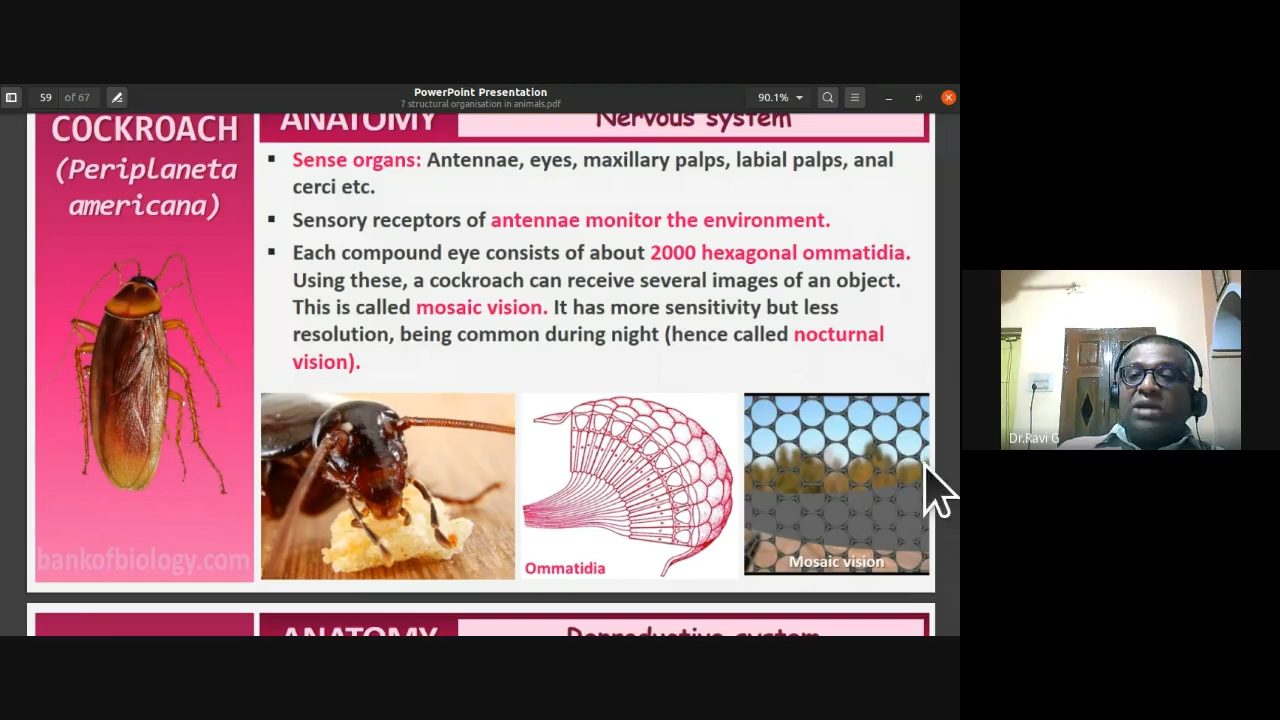 PowerPoint Presentation
59 of 67
90.1%
7 structural organisation in animals.pdf
COCKROACH
(Periplaneta
americana)
bankofbiology.com
ANATOMY
Nervous system
▪ Sense organs: Antennae, eyes, maxillary palps, labial palps, anal
cerci etc.
▪ Sensory receptors of antennae monitor the environment.
▪ Each compound eye consists of about 2000 hexagonal ommatidia.
Using these, a cockroach can receive several images of an object.
This is called mosaic vision. It has more sensitivity but less
resolution, being common during night (hence called nocturnal
vision).
Ommatidia
Mosaic vision
ANATOMY
Reproductive system
Dr.Ravi G